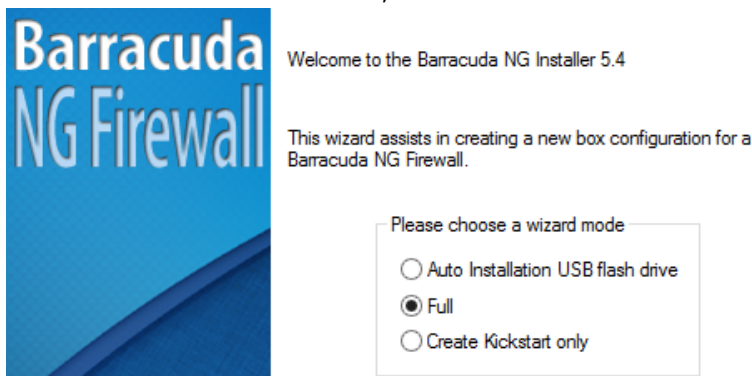 Barracuda
NG Firewall
Welcome to the Barracuda NG Installer 5.4
This wizard assists in creating a new box configuration for a
Barracuda NG Firewall.
Please choose a wizard mode
Auto Installation USB flash drive
Full
Create Kickstart only